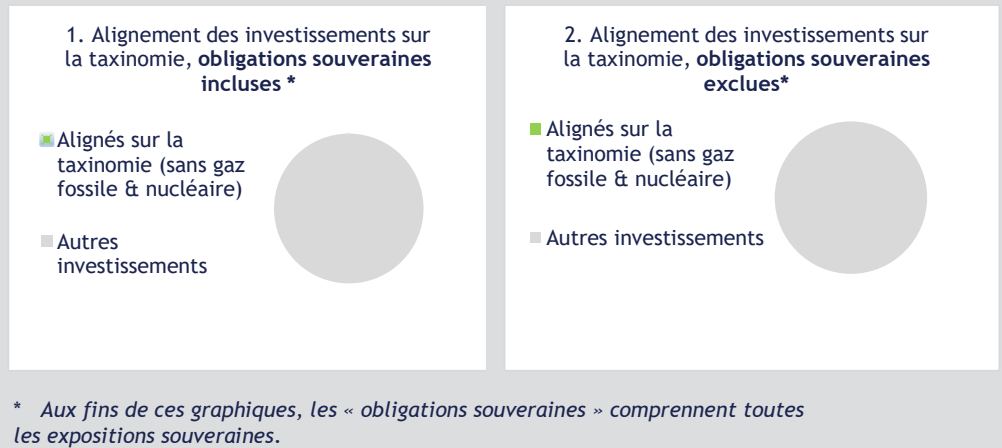 1. Alignement des investissements sur
la taxinomie, obligations souveraines
incluses *
Alignés sur la
taxinomie (sans gaz
fossile & nucléaire)
Autres
investissements
2. Alignement des investissements sur
la taxinomie, obligations souveraines
exclues*
Alignés sur la
taxinomie (sans gaz
fossile & nucléaire)
Autres investissements
* Aux fins de ces graphiques, les « obligations souveraines » comprennent toutes
les expositions souveraines.